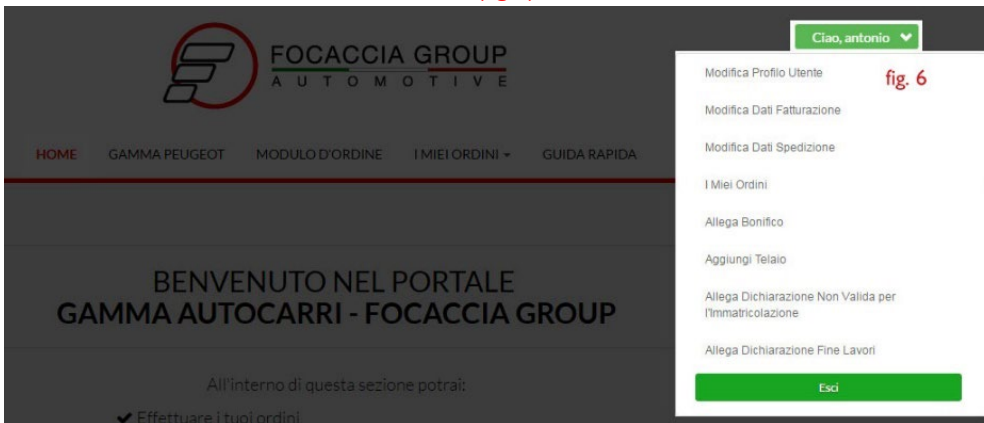 Ciao, antonio
FOCACCIA GROUP
AUTOMOTIVE
HOME GAMMA PEUGEOT MODULO D'ORDINE I MIEI ORDINI GUIDA RAPIDA
BENVENUTO NEL PORTALE
GAMMA AUTOCARRI - FOCACCIA GROUP
All'interno di questa sezione potrai:
✔ Effettuare i tuoi ordini
fig. 6
Modifica Profilo Utente
Modifica Dati Fatturazione
Modifica Dati Spedizione
I Miei Ordini
Allega Bonifico
Aggiungi Telaio
Allega Dichiarazione Non Valida per
l'Immatricolazione
Allega Dichiarazione Fine Lavori
Esci